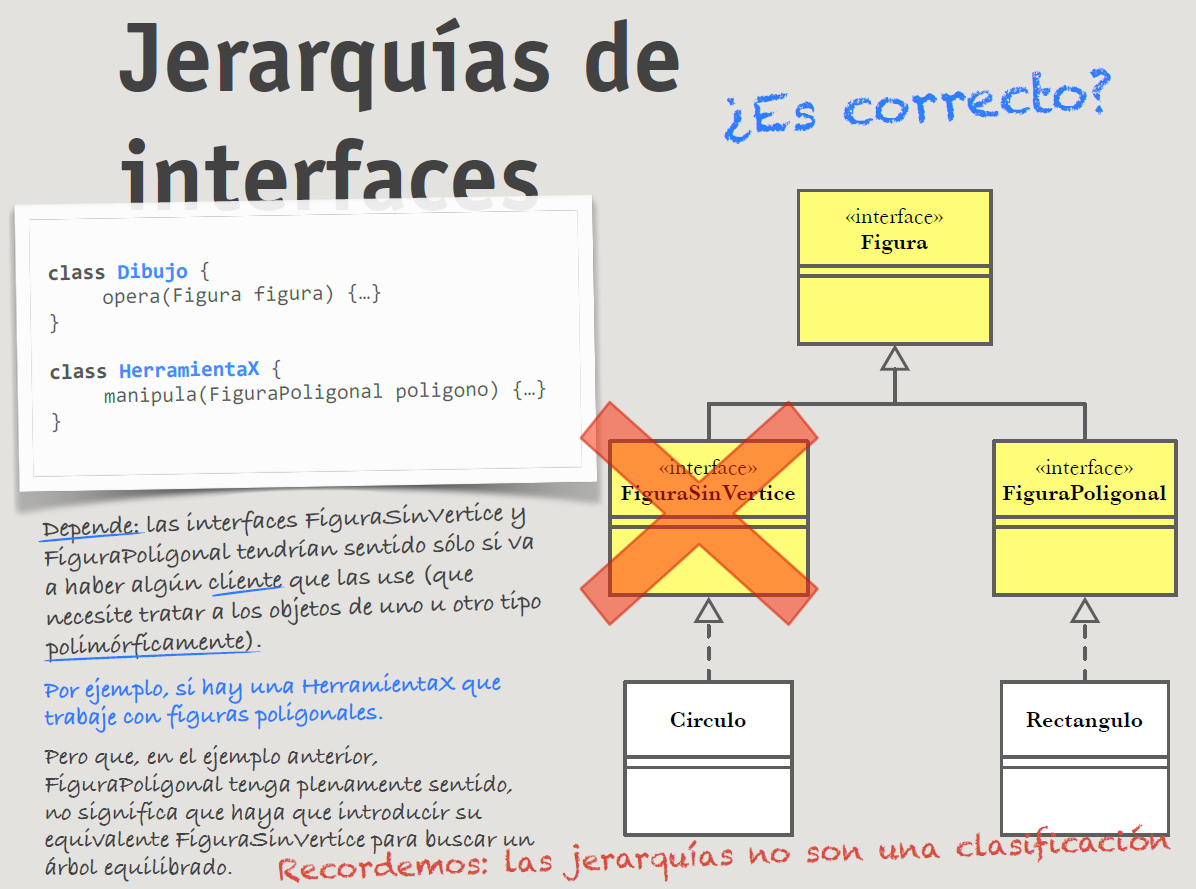 Jerarquías de
interfaces
¿Es correcto?
class Dibujo {
opera(Figura figura) {…}
}
class HerramientaX {
manipula(FiguraPoligonal poligono) {…}
}
Depende: las interfaces FiguraSinVertice y
FiguraPoligonal tendrían sentido sólo si va
a haber algún cliente que las use (que
necesite tratar a los objetos de uno u otro tipo
polimórficamente).
Por ejemplo, si hay una HerramientaX que
trabaje con figuras poligonales.
Pero que, en el ejemplo anterior,
FiguraPoligonal tenga plenamente sentido,
no significa que haya que introducir su
equivalente FiguraSinVertice para buscar un
árbol equilibrado.
«interface»
Figura
«interface»
FiguraSinVertice
«interface»
FiguraPoligonal
Circulo
Rectangulo
Recordemos: las jerarquías no son una clasificación